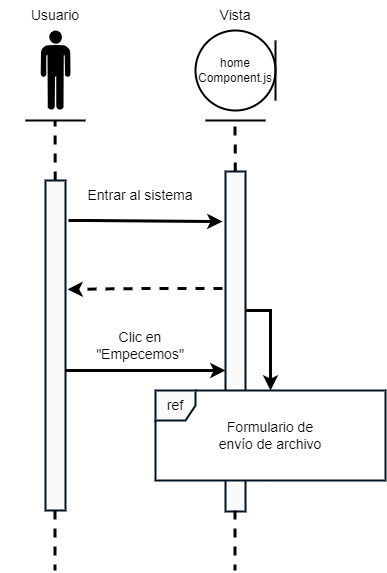 Usuario
Vista
home
Component.js
Entrar al sistema
Clic en
"Empecemos"
ref
Formulario de
envío de archivo